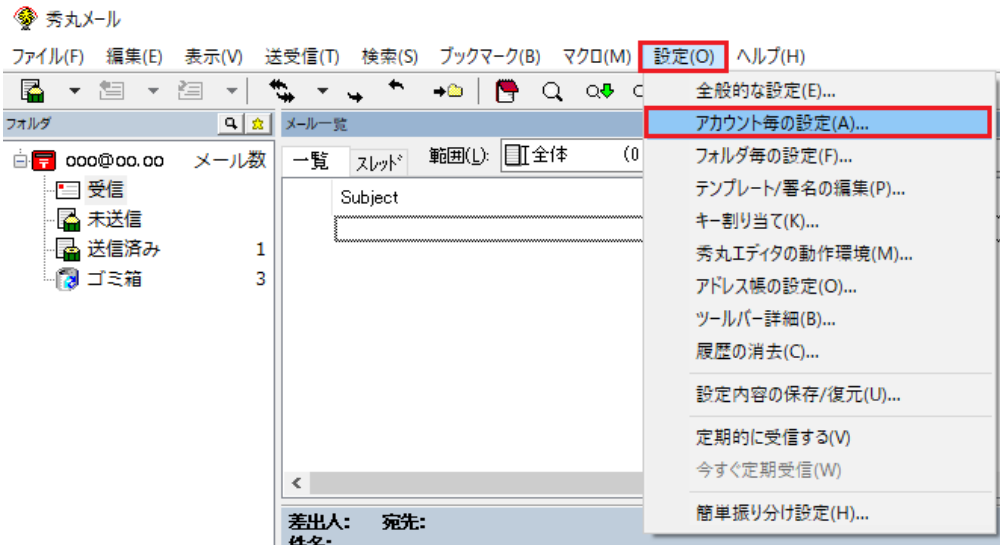 秀丸メール
ファイル(F) 編集(E) 表示(V) 送受信(T) 検索(S) ブックマーク(B) マクロ(M) 設定(O) ヘルプ(H)
フォルダ
メール一覧
ooo@oo.oo メール数
受信
未送信
送信済み 1
ゴミ箱 3
一覧 スレッド 範囲(L): 全体 (0
Subject
差出人: 宛先:
件名:
全般的な設定(E)...
アカウント毎の設定(A)...
フォルダ毎の設定(F)...
テンプレート/署名の編集(P)...
キー割り当て(K)...
秀丸エディタの動作環境(M)...
アドレス帳の設定(O)...
ツールバー詳細(B)...
履歴の消去(C)...
設定内容の保存/復元(U)...
定期的に受信する(V)
今すぐ定期受信(W)
簡単振り分け設定(H)...